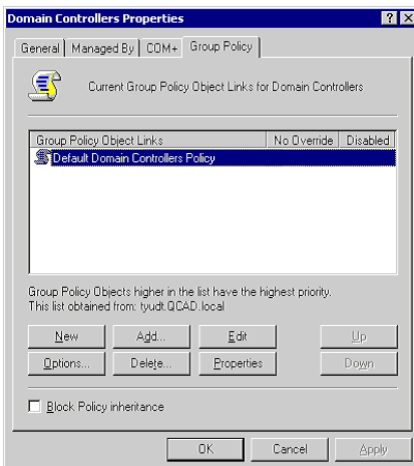 Domain Controllers Properties
General Managed By COM+ Group Policy
Current Group Policy Object Links for Domain Controllers
Group Policy Object Links No Override Disabled
Default Domain Controllers Policy
Group Policy Objects higher in the list have the highest priority.
This list obtained from: tyudt.QCAD.local
New Add... Edit Up
Options... Delete... Properties Down
Block Policy inheritance
OK Cancel Apply